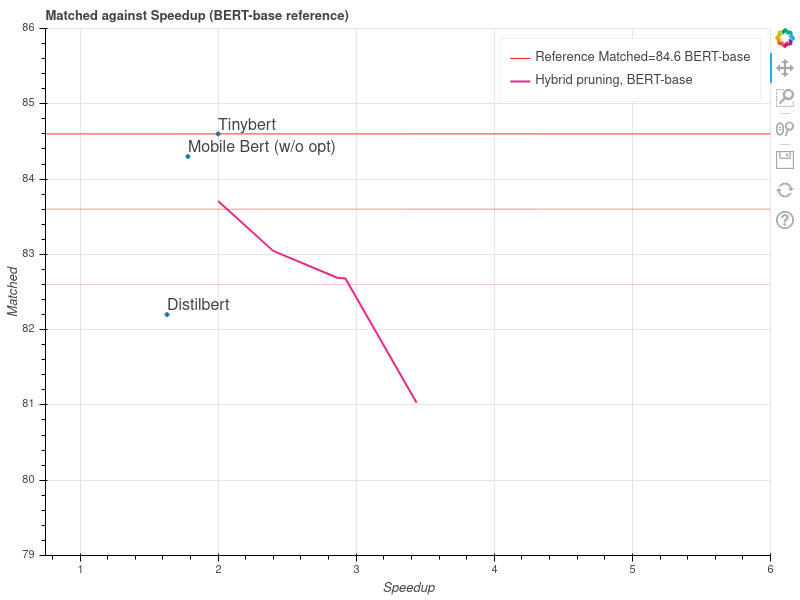 Matched against Speedup (BERT-base reference)
86
Reference Matched=84.6 BERT-base
Hybrid pruning, BERT-base
85
Tinybert
Mobile Bert (w/o opt)
84
83
Distilbert
82
81
80
79
Matched
1
2
3
4
5
6
Speedup